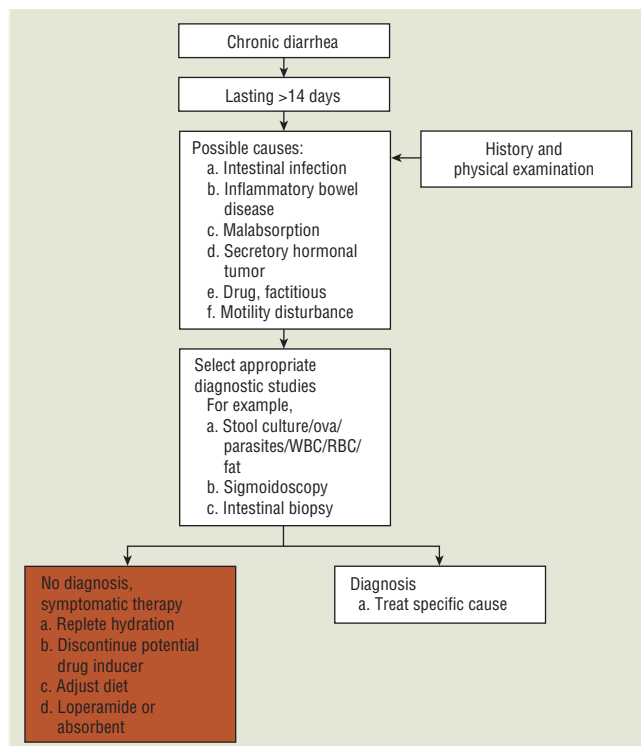 Chronic diarrhea
Lasting >14 days
Possible causes:
a. Intestinal infection
b. Inflammatory bowel
disease
c. Malabsorption
d. Secretory hormonal
tumor
e. Drug, factitious
f. Motility disturbance
History and
physical examination
Select appropriate
diagnostic studies
For example,
a. Stool culture/ova/
parasites/WBC/RBC/
fat
b. Sigmoidoscopy
c. Intestinal biopsy
No diagnosis,
symptomatic therapy
a. Replete hydration
b. Discontinue potential
drug inducer
c. Adjust diet
d. Loperamide or
absorbent
Diagnosis
a. Treat specific cause